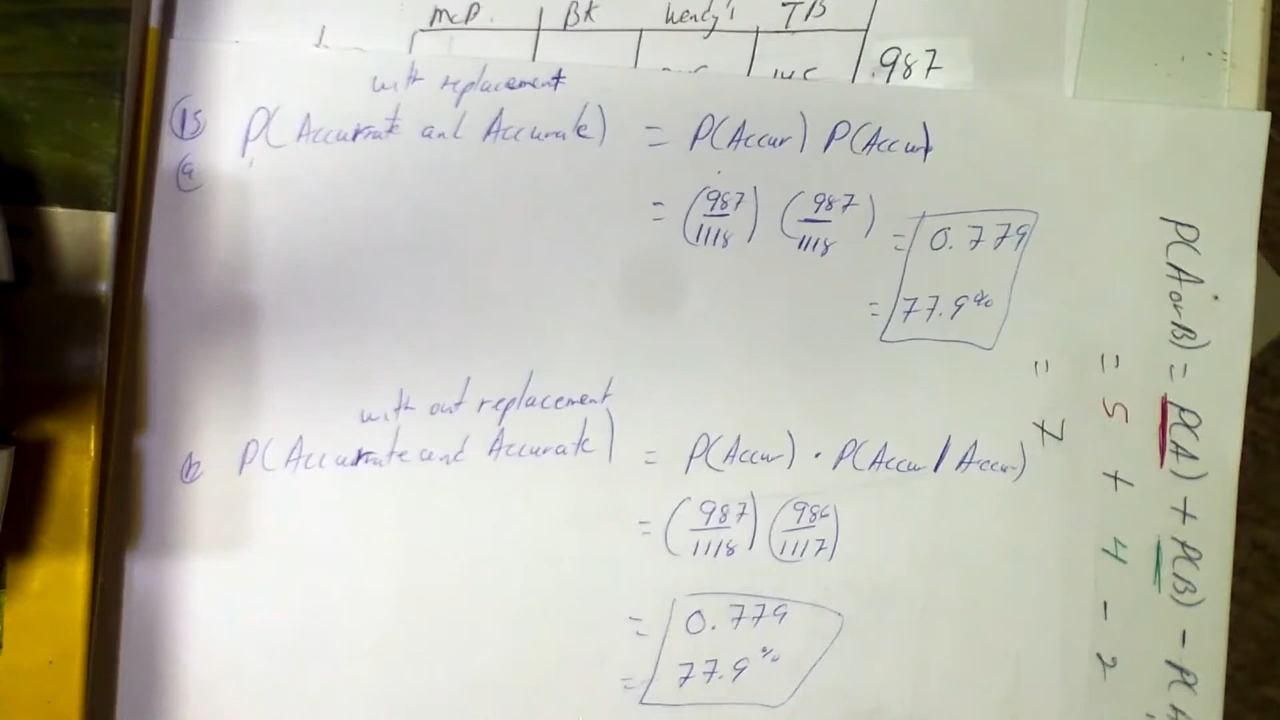 McD. BK Wendy's TB
987
with replacement
15 P(Accurate and Accurate) = P(Accur) P(Accur)
a
= (987/1118) (987/1118) = 0.779
= 77.9%
with out replacement
b P(Accurate and Accurate) = P(Accur) · P(Accur/Accur)
= (987/1118) (986/1117)
= 0.779
= 77.9%
P(A or B) = P(A) + P(B) - P(A
= 5 + 4 - 2
= 7